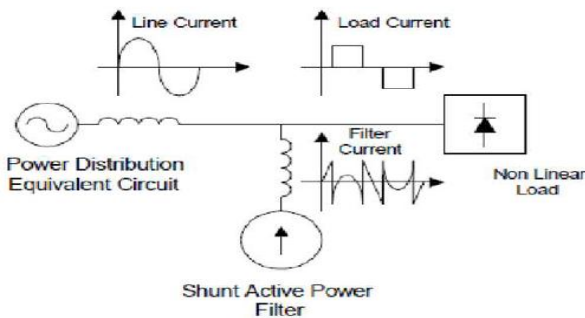 Line Current
Load Current
Filter
Current
Power Distribution
Equivalent Circuit
Non Linear
Load
Shunt Active Power
Filter